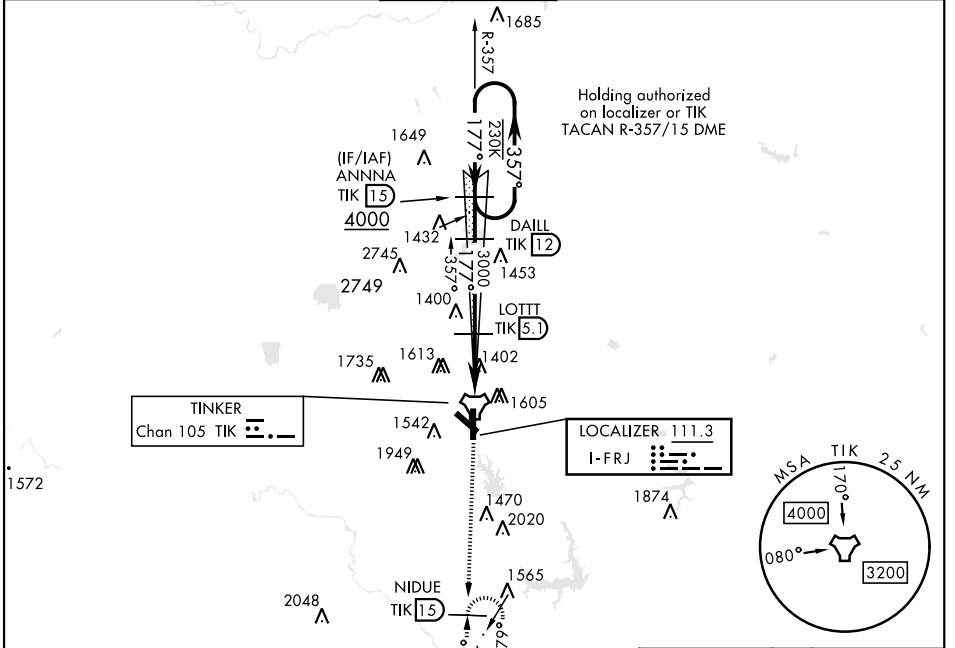 1685
R-357
Holding authorized
on localizer or TIK
TACAN R-357/15 DME
177°
230K
357°
1649
(IF/IAF)
ANNNA
TIK 15
4000
1432
DAILL
TIK 12
2745
357°
177°
3000
1453
2749
1400
LOTTT
TIK 5.1
1735
1613
1402
1605
TINKER
Chan 105 TIK
1542
LOCALIZER 111.3
I-FRJ
1949
1572
1470
2020
1874
MSA TIK 25 NM
170°
4000
080°
3200
NIDUE
TIK 15
1565
2048